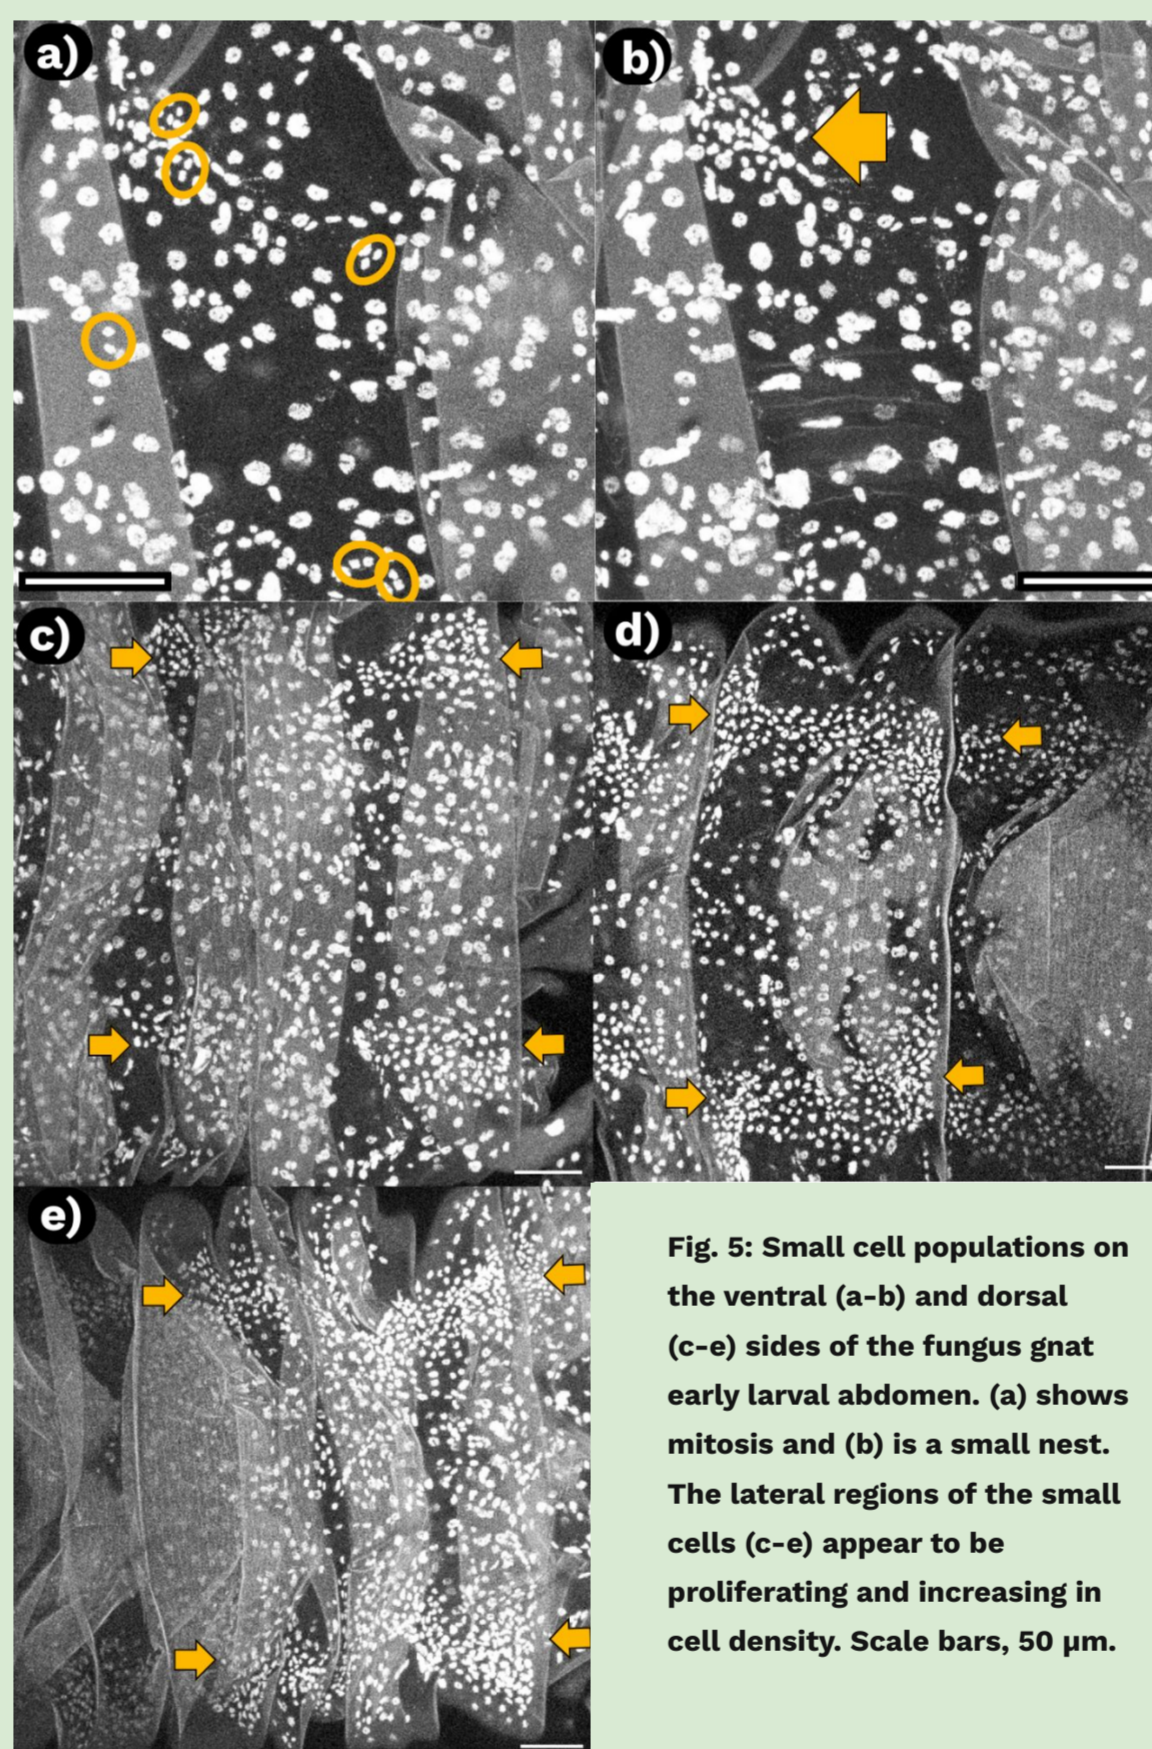 a)
b)
c)
d)
e)
Fig. 5: Small cell populations on
the ventral (a-b) and dorsal
(c-e) sides of the fungus gnat
early larval abdomen. (a) shows
mitosis and (b) is a small nest.
The lateral regions of the small
cells (c-e) appear to be
proliferating and increasing in
cell density. Scale bars, 50 μm.